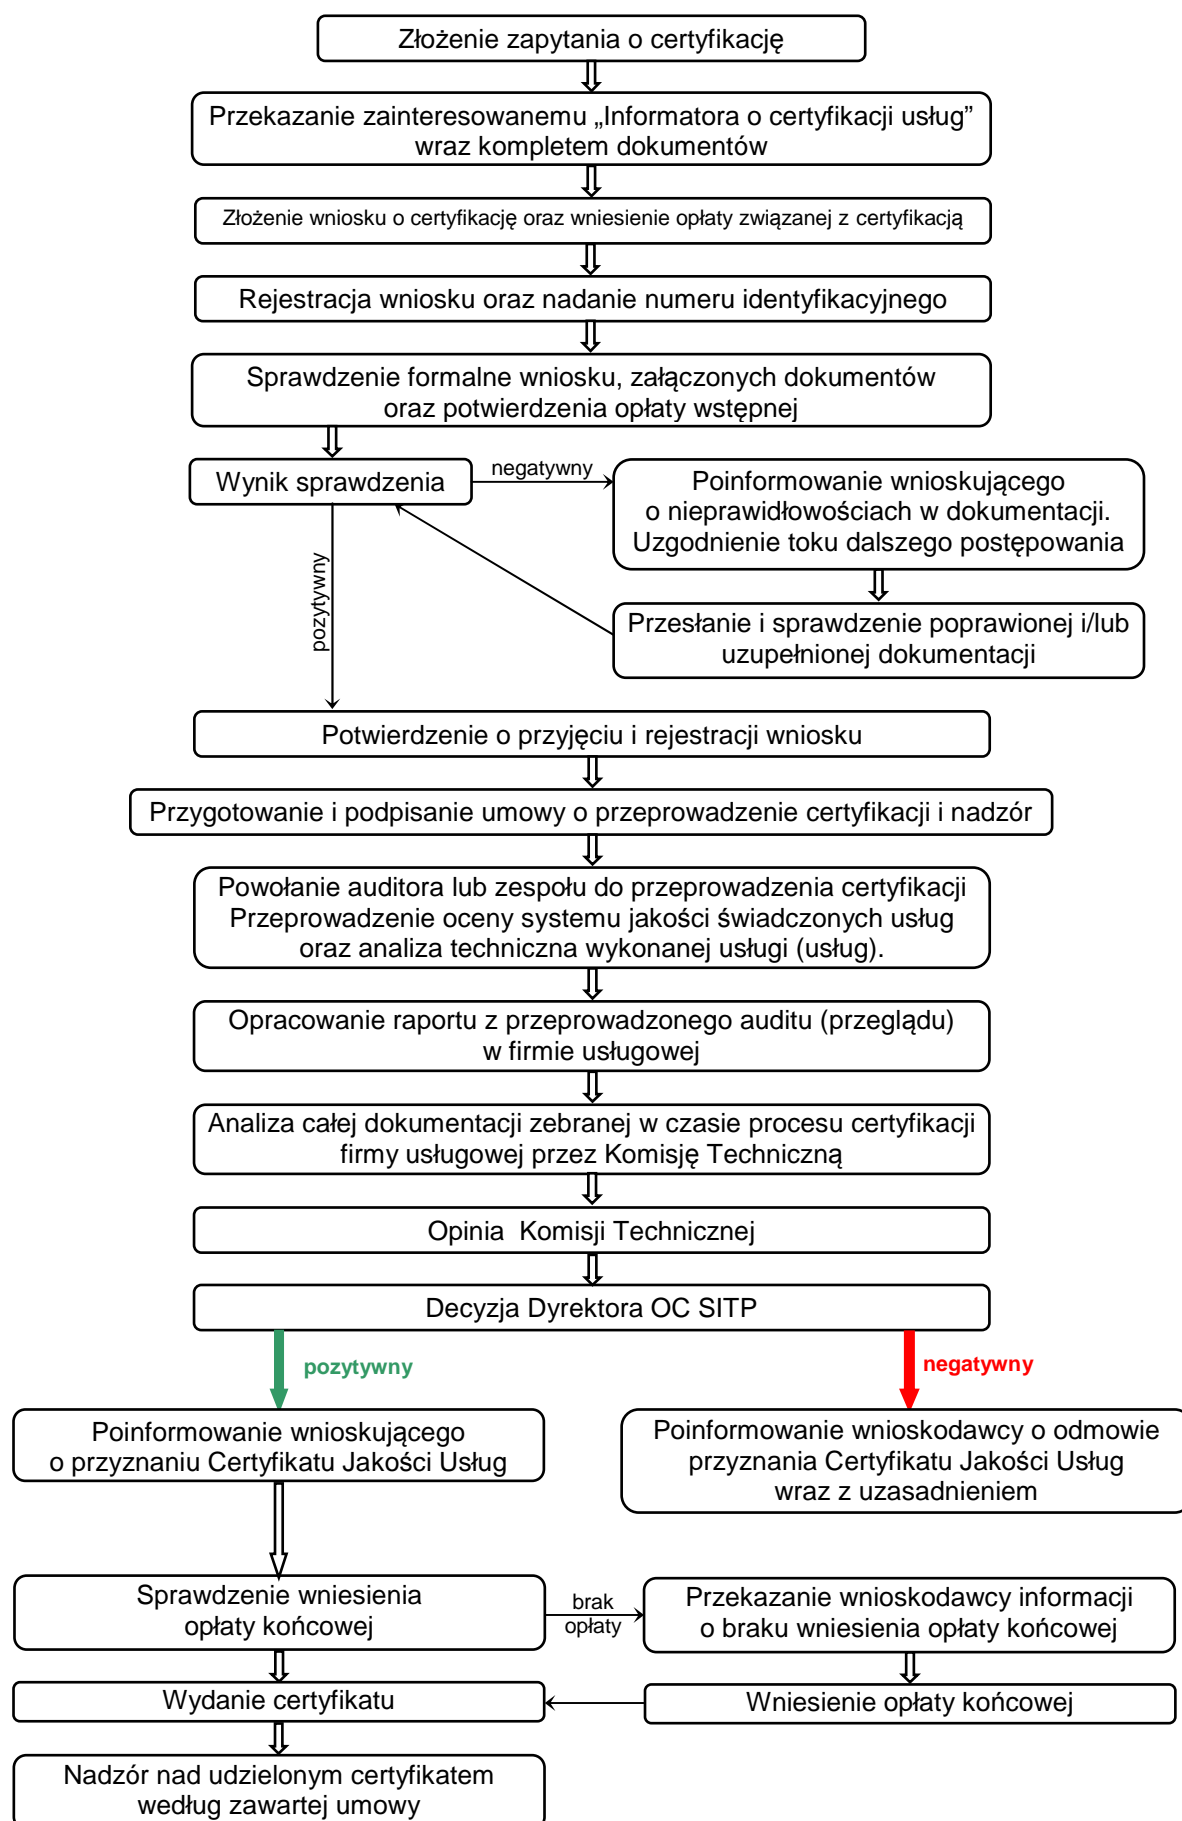 Złożenie zapytania o certyfikację
Przekazanie zainteresowanemu „Informatora o certyfikacji usług”
wraz kompletem dokumentów
Złożenie wniosku o certyfikację oraz wniesienie opłaty związanej z certyfikacją
Rejestracja wniosku oraz nadanie numeru identyfikacyjnego
Sprawdzenie formalne wniosku, załączonych dokumentów
oraz potwierdzenia opłaty wstępnej
Wynik sprawdzenia
negatywny
Poinformowanie wnioskującego
o nieprawidłowościach w dokumentacji.
Uzgodnienie toku dalszego postępowania
pozytywny
Przesłanie i sprawdzenie poprawionej i/lub
uzupełnionej dokumentacji
Potwierdzenie o przyjęciu i rejestracji wniosku
Przygotowanie i podpisanie umowy o przeprowadzenie certyfikacji i nadzór
Powołanie auditora lub zespołu do przeprowadzenia certyfikacji
Przeprowadzenie oceny systemu jakości świadczonych usług
oraz analiza techniczna wykonanej usługi (usług).
Opracowanie raportu z przeprowadzonego auditu (przeglądu)
w firmie usługowej
Analiza całej dokumentacji zebranej w czasie procesu certyfikacji
firmy usługowej przez Komisję Techniczną
Opinia  Komisji Technicznej
Decyzja Dyrektora OC SITP
pozytywny
negatywny
Poinformowanie wnioskującego
o przyznaniu Certyfikatu Jakości Usług
Poinformowanie wnioskodawcy o odmowie
przyznania Certyfikatu Jakości Usług
wraz z uzasadnieniem
Sprawdzenie wniesienia
opłaty końcowej
brak
opłaty
Przekazanie wnioskodawcy informacji
o braku wniesienia opłaty końcowej
Wydanie certyfikatu
Wniesienie opłaty końcowej
Nadzór nad udzielonym certyfikatem
według zawartej umowy